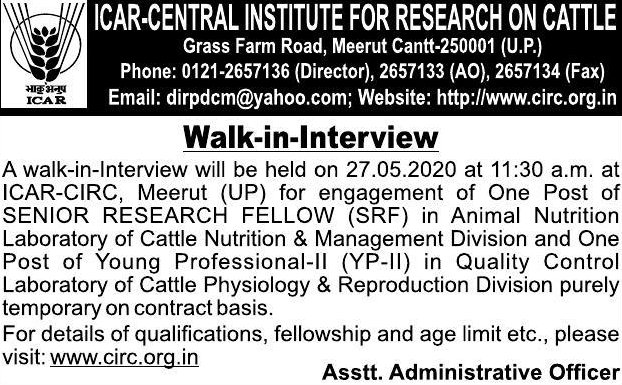 ICAR-CENTRAL INSTITUTE FOR RESEARCH ON CATTLE
Grass Farm Road, Meerut Cantt-250001 (U.P.)
Phone: 0121-2657136 (Director), 2657133 (AO), 2657134 (Fax)
Email: dirpdcm@yahoo.com; Website: http://www.circ.org.in
भाकृअनुप
ICAR
Walk-in-Interview
A walk-in-Interview will be held on 27.05.2020 at 11:30 a.m. at
ICAR-CIRC, Meerut (UP) for engagement of One Post of
SENIOR RESEARCH FELLOW (SRF) in Animal Nutrition
Laboratory of Cattle Nutrition & Management Division and One
Post of Young Professional-II (YP-II) in Quality Control
Laboratory of Cattle Physiology & Reproduction Division purely
temporary on contract basis.
For details of qualifications, fellowship and age limit etc., please
visit: www.circ.org.in
Asstt. Administrative Officer